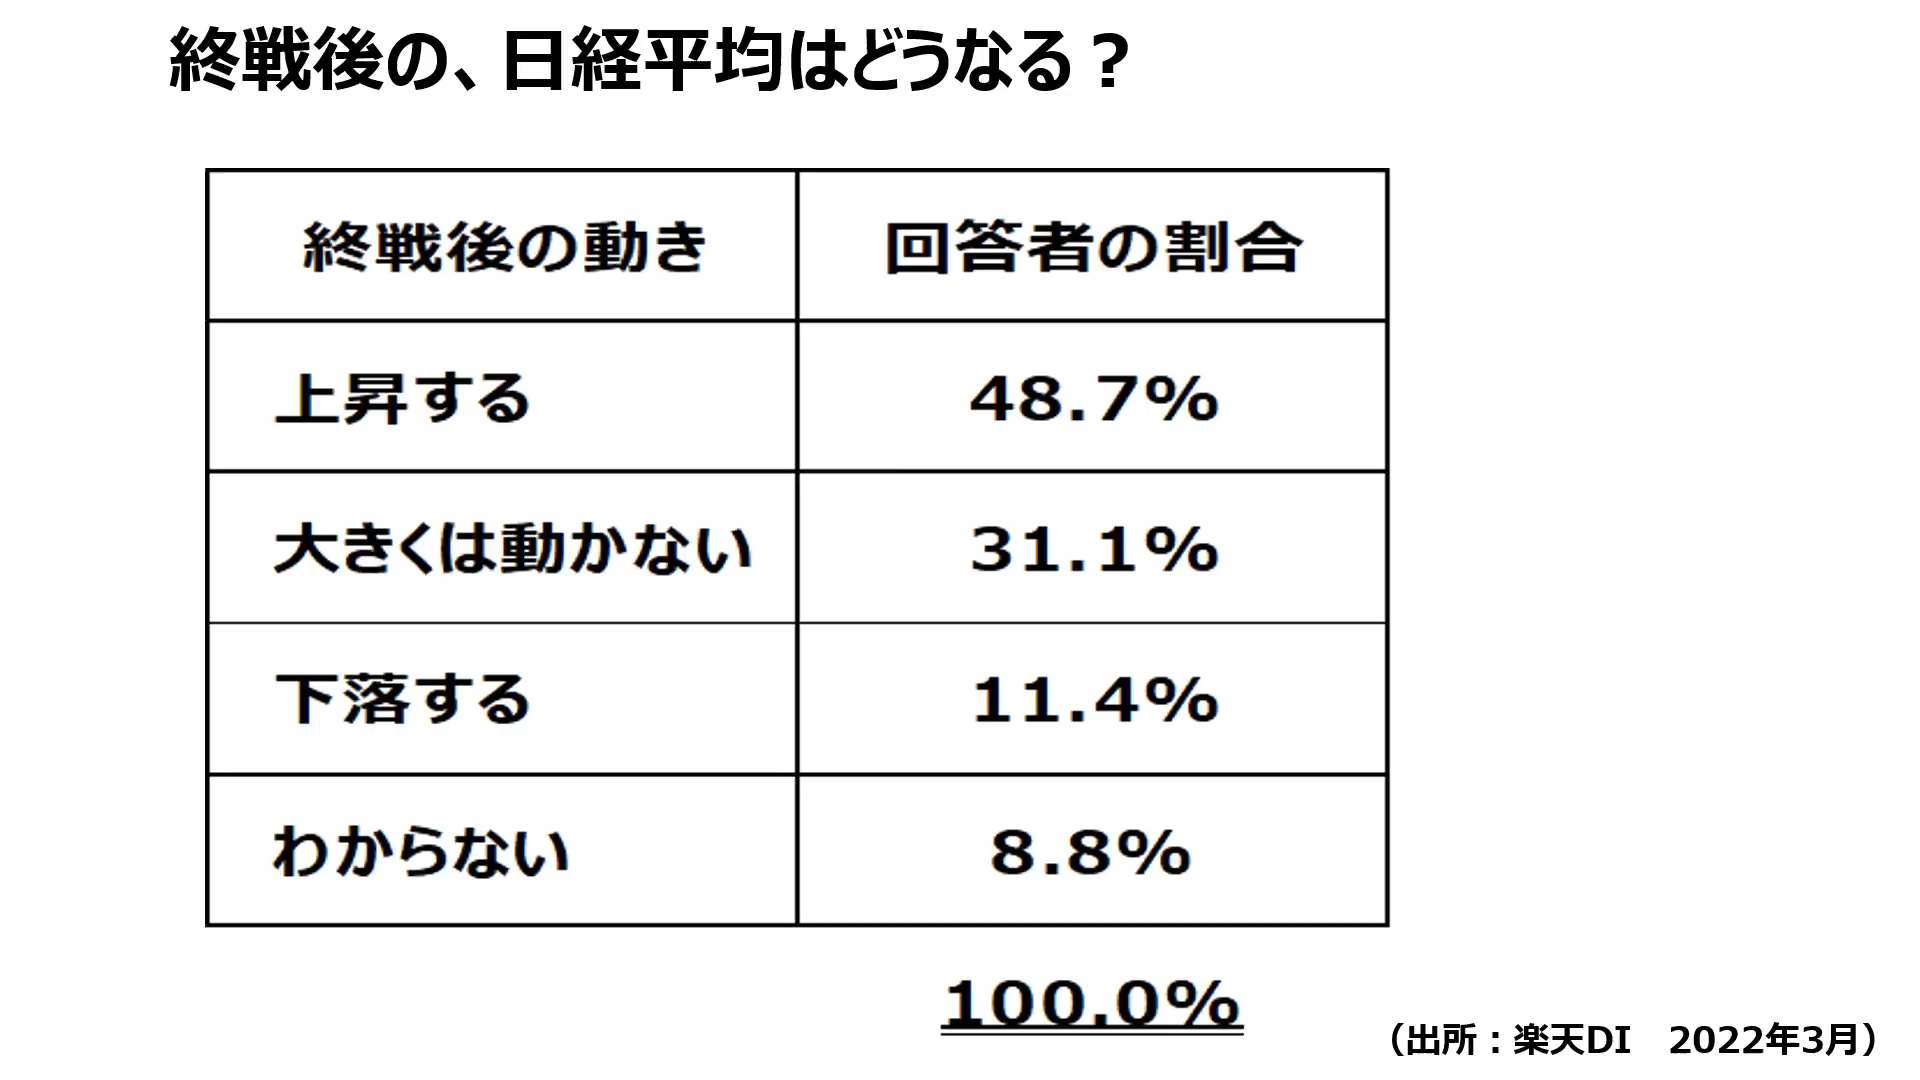 終戦後の、日経平均はどうなる？
終戦後の動き 回答者の割合
上昇する 48.7%
大きくは動かない 31.1%
下落する 11.4%
わからない 8.8%
100.0%
（出所：楽天DI　2022年3月）